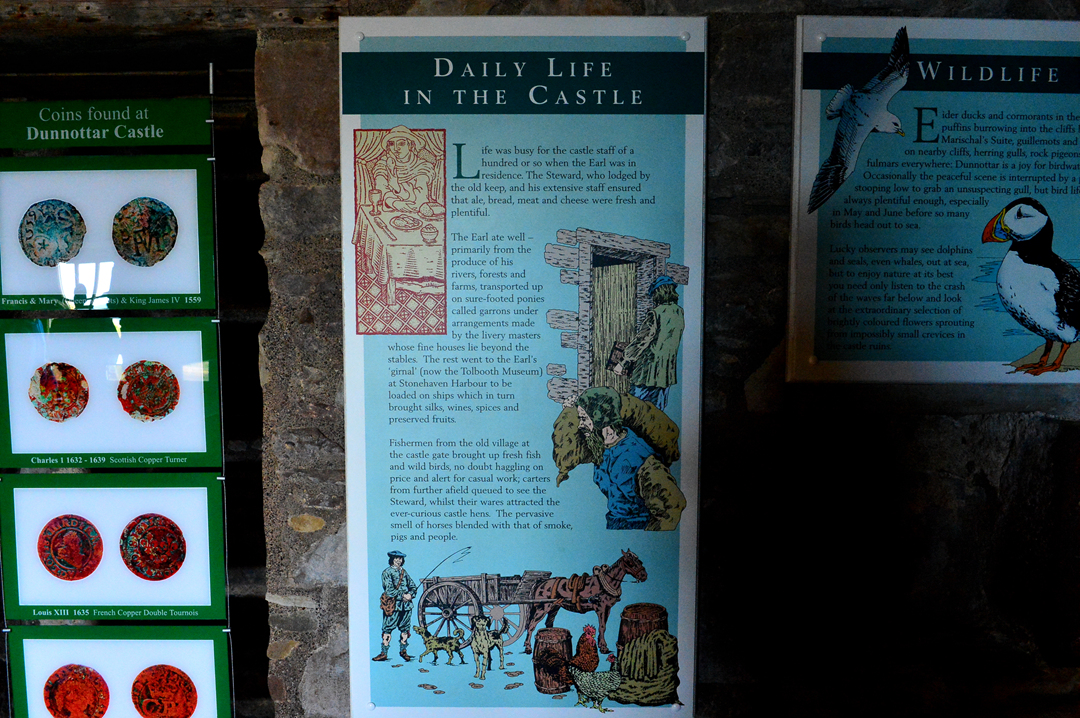 Coins found at
Dunnottar Castle
Francis & Mary, & King James IV 1559
Charles 1 1632 - 1639 Scottish Copper Turner
Louis XIII 1635 French Copper Double Tournois
DAILY LIFE
IN THE CASTLE
Life was busy for the castle staff of a
hundred or so when the Earl was in
residence. The Steward, who lodged by
the old keep, and his extensive staff ensured
that ale, bread, meat and cheese were fresh and
plentiful.
The Earl ate well –
primarily from the
produce of his
rivers, forests and
farms, transported up
on sure-footed ponies
called garrons under
arrangements made
by the livery masters
whose fine houses lie beyond the
stables. The rest went to the Earl's
'girnal' (now the Tolbooth Museum)
at Stonehaven Harbour to be
loaded on ships which in turn
brought silks, wines, spices and
preserved fruits.
Fishermen from the old village at
the castle gate brought up fresh fish
and wild birds, no doubt haggling on
price and alert for casual work; carters
from further afield queued to see the
Steward, whilst their wares attracted the
ever-curious castle hens. The pervasive
smell of horses blended with that of smoke,
pigs and people.
WILDLIFE
Eider ducks and cormorants in the
puffins burrowing into the cliffs
Marischal's Suite, guillemots and
on nearby cliffs, herring gulls, rock pigeons
fulmars everywhere; Dunnottar is a joy for birdwat
Occasionally the peaceful scene is interrupted by a
stooping low to grab an unsuspecting gull, but bird
always plentiful enough, especially
in May and June before so many
birds head out to sea.
Lucky observers may see dolphins
and seals, even whales, out at sea,
but to enjoy nature at its best
you need only listen to the crash
of the waves far below and look
at the extraordinary selection of
brightly coloured flowers sprouting
from impossibly small crevices in
the castle ruins.